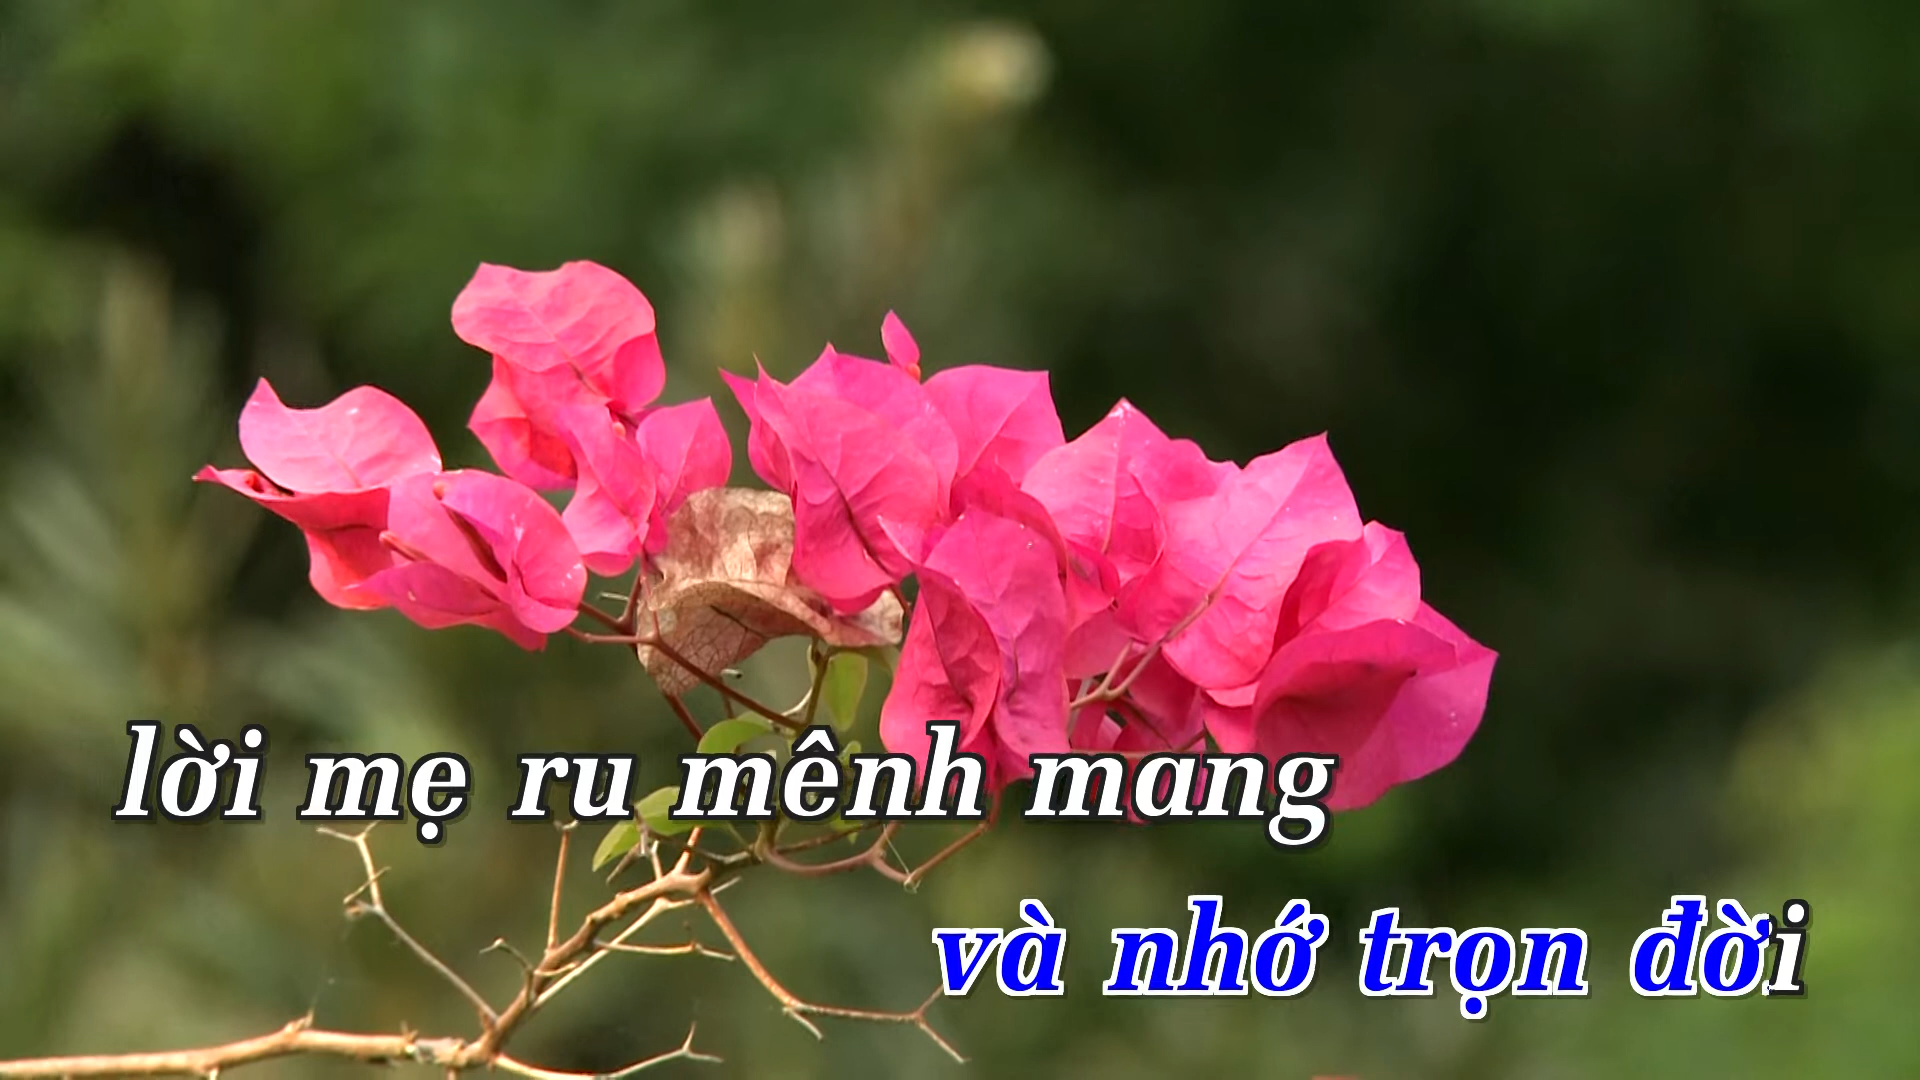 lời mẹ ru mênh mang
và nhớ trọn đời